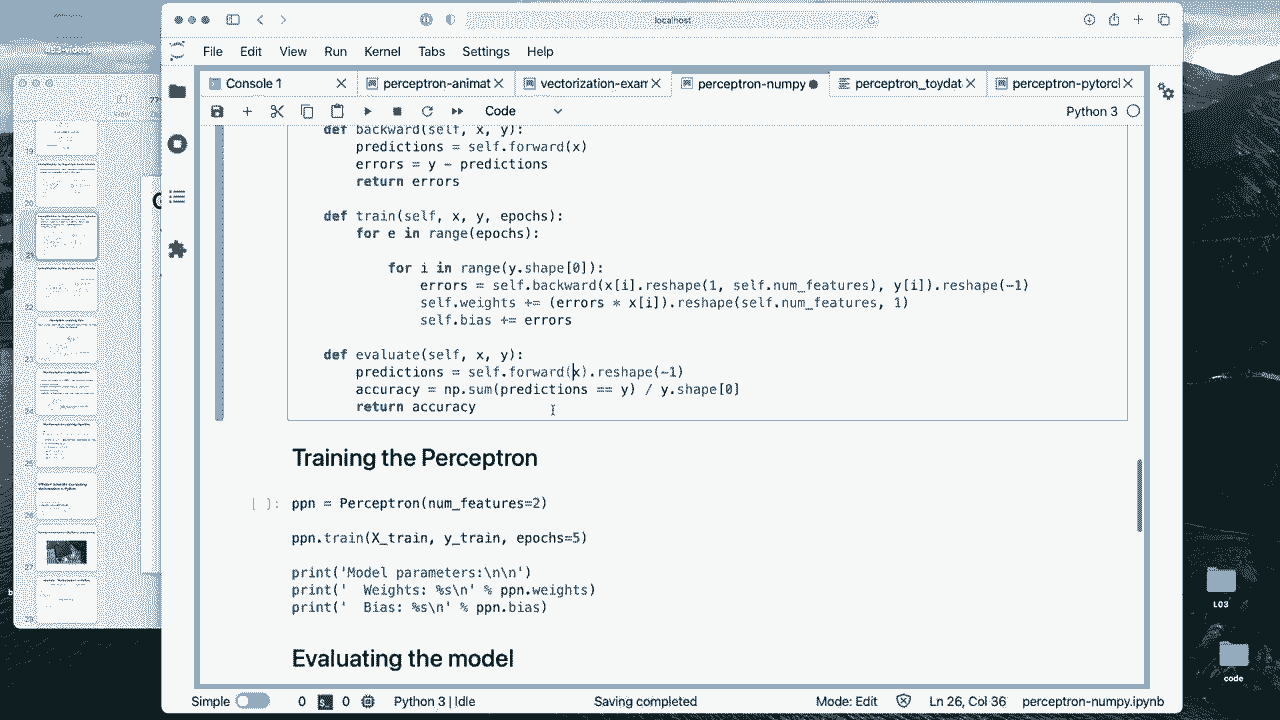 localhost
File Edit View Run Kernel Tabs Settings Help
Console 1 perceptron-animat vectorization-exam perceptron-numpy perceptron_toydat perceptron-pytorcl
Code Python 3
def backward(self, x, y):
predictions = self.forward(x)
errors = y - predictions
return errors
def train(self, x, y, epochs):
for e in range(epochs):
for i in range(y.shape[0]):
errors = self.backward(x[i].reshape(1, self.num_features), y[i]).reshape(-1)
self.weights += (errors * x[i]).reshape(self.num_features, 1)
self.bias += errors
def evaluate(self, x, y):
predictions = self.forward(x).reshape(-1)
accuracy = np.sum(predictions == y) / y.shape[0]
return accuracy
Training the Perceptron
[ ]: ppn = Perceptron(num_features=2)
ppn.train(X_train, y_train, epochs=5)
print('Model parameters:\n\n')
print('  Weights: %s\n' % ppn.weights)
print('  Bias: %s\n' % ppn.bias)
Evaluating the model
Simple 0 0 Python 3 | Idle Saving completed Mode: Edit Ln 26, Col 36 perceptron-numpy.ipynb
L03
code